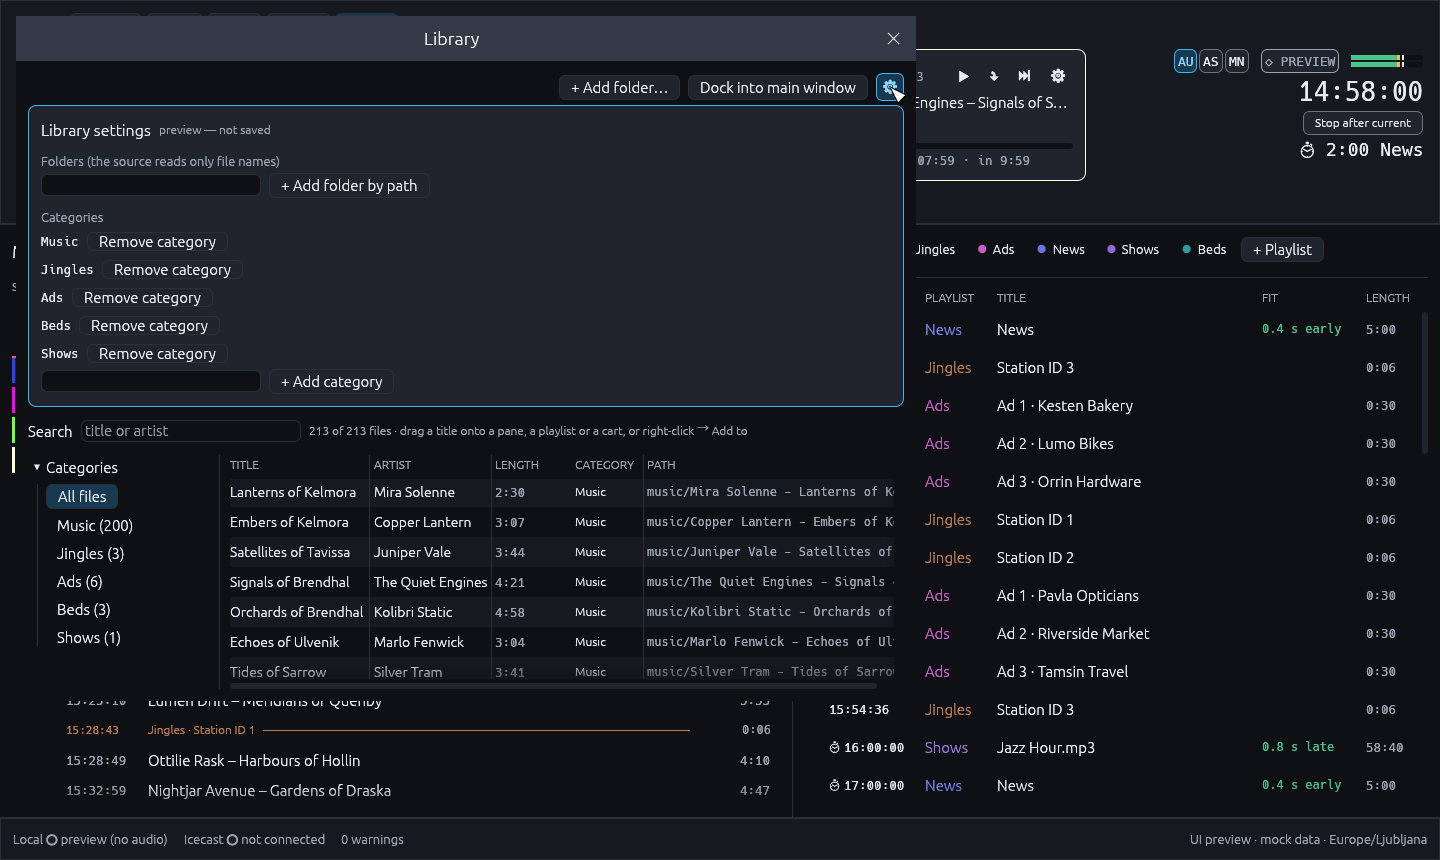 Library
+ Add folder…
Dock into main window
Library settings preview — not saved
Folders (the source reads only file names)
+ Add folder by path
Categories
Music Remove category
Jingles Remove category
Ads Remove category
Beds Remove category
Shows Remove category
+ Add category
Search title or artist 213 of 213 files · drag a title onto a pane, a playlist or a cart, or right-click → Add to
▾ Categories
All files
Music (200)
Jingles (3)
Ads (6)
Beds (3)
Shows (1)
TITLE ARTIST LENGTH CATEGORY PATH
Lanterns of Kelmora Mira Solenne 2:30 Music music/Mira Solenne – Lanterns of
Embers of Kelmora Copper Lantern 3:07 Music music/Copper Lantern – Embers of
Satellites of Tavissa Juniper Vale 3:44 Music music/Juniper Vale – Satellites of
Signals of Brendhal The Quiet Engines 4:21 Music music/The Quiet Engines – Signals
Orchards of Brendhal Kolibri Static 4:58 Music music/Kolibri Static – Orchards of
Echoes of Ulvenik Marlo Fenwick 3:04 Music music/Marlo Fenwick – Echoes of
Tides of Sarrow Silver Tram 3:41 Music music/Silver Tram – Tides of
15:28:43 Jingles · Station ID 1 0:06
15:28:49 Ottilie Rask – Harbours of Hollin 4:10
15:32:59 Nightjar Avenue – Gardens of Draska 4:47
3
Engines – Signals of S…
07:59 · in 9:59
AU AS MN ◇ PREVIEW
14:58:00
Stop after current
2:00 News
Jingles Ads News Shows Beds + Playlist
PLAYLIST TITLE FIT LENGTH
News News 0.4 s early 5:00
Jingles Station ID 3 0:06
Ads Ad 1 · Kesten Bakery 0:30
Ads Ad 2 · Lumo Bikes 0:30
Ads Ad 3 · Orrin Hardware 0:30
Jingles Station ID 1 0:06
Jingles Station ID 2 0:06
Ads Ad 1 · Pavla Opticians 0:30
Ads Ad 2 · Riverside Market 0:30
Ads Ad 3 · Tamsin Travel 0:30
15:54:36 Jingles Station ID 3 0:06
16:00:00 Shows Jazz Hour.mp3 0.8 s late 58:40
17:00:00 News News 0.4 s early 5:00
Local preview (no audio) Icecast not connected 0 warnings
UI preview · mock data · Europe/Ljubljana